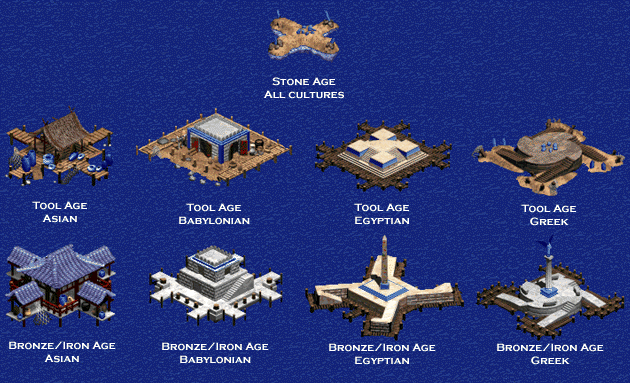 Stone Age
All cultures
Tool Age
Asian
Tool Age
Babylonian
Tool Age
Egyptian
Tool Age
Greek
Bronze/Iron Age
Asian
Bronze/Iron Age
Babylonian
Bronze/Iron Age
Egyptian
Bronze/Iron Age
Greek